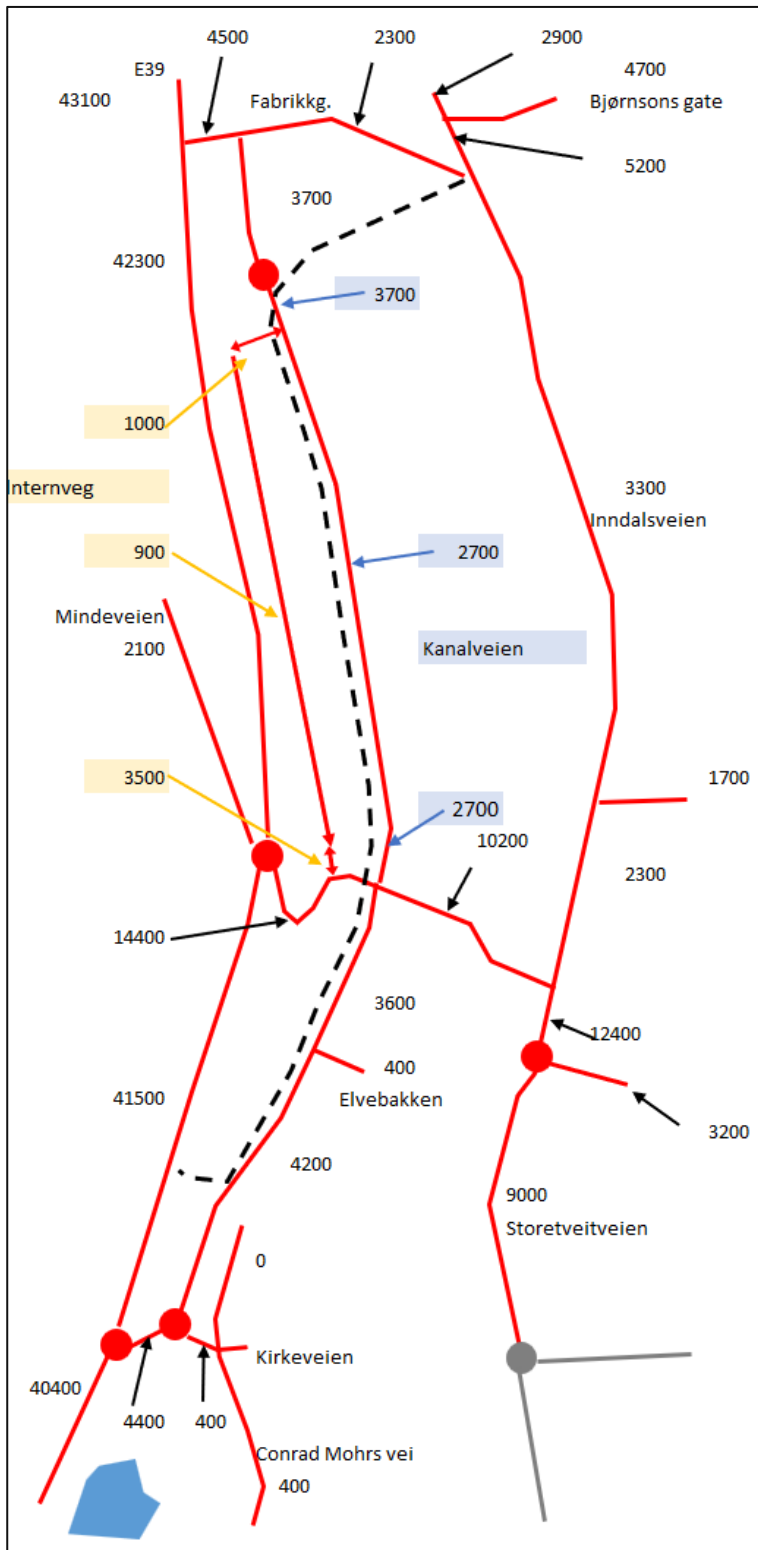 4500
2300
2900
E39
4700
43100
Fabrikkg.
Bjørnsons gate
5200
3700
42300
3700
1000
Internveg
3300
Inndalsveien
900
2700
Mindeveien
2100
Kanalveien
3500
1700
2700
10200
2300
14400
3600
12400
400
Elvebakken
41500
3200
4200
9000
Storetveitveien
0
Kirkeveien
40400
4400
400
Conrad Mohrs vei
400